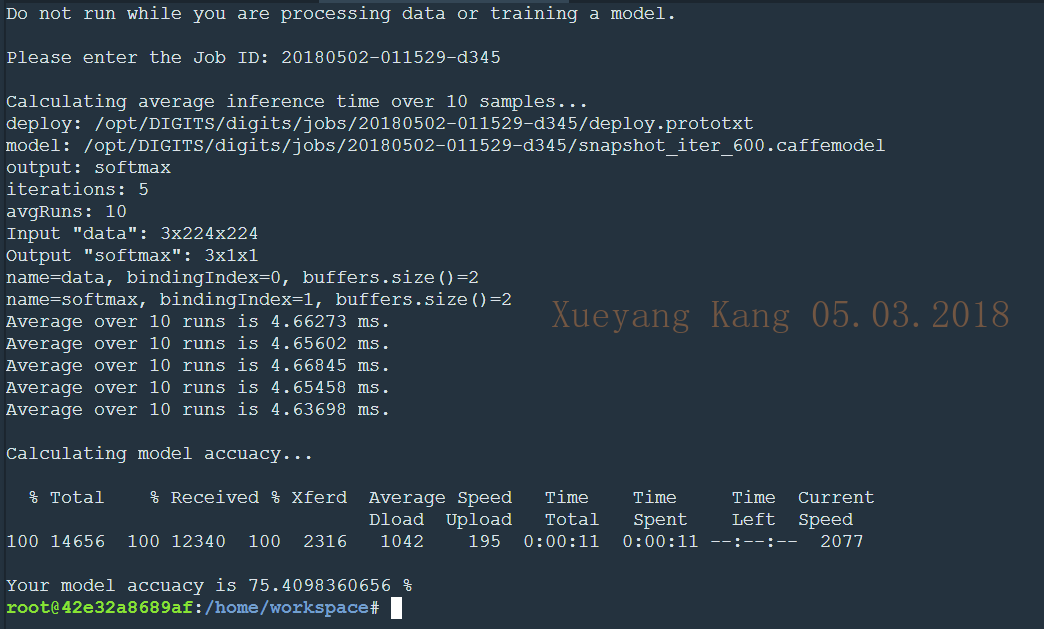 Do not run while you are processing data or training a model.
Please enter the Job ID: 20180502-011529-d345
Calculating average inference time over 10 samples...
deploy: /opt/DIGITS/digits/jobs/20180502-011529-d345/deploy.prototxt
model: /opt/DIGITS/digits/jobs/20180502-011529-d345/snapshot_iter_600.caffemodel
output: softmax
iterations: 5
avgRuns: 10
Input "data": 3x224x224
Output "softmax": 3x1x1
name=data, bindingIndex=0, buffers.size()=2
name=softmax, bindingIndex=1, buffers.size()=2
Average over 10 runs is 4.66273 ms.
Xueyang Kang 05.03.2018
Average over 10 runs is 4.65602 ms.
Average over 10 runs is 4.66845 ms.
Average over 10 runs is 4.65458 ms.
Average over 10 runs is 4.63698 ms.
Calculating model accuacy...
% Total % Received % Xferd Average Speed Time Time Time Current
Dload Upload Total Spent Left Speed
100 14656 100 12340 100 2316 1042 195 0:00:11 0:00:11 --:--:-- 2077
Your model accuacy is 75.4098360656 %
root@42e32a8689af:/home/workspace#